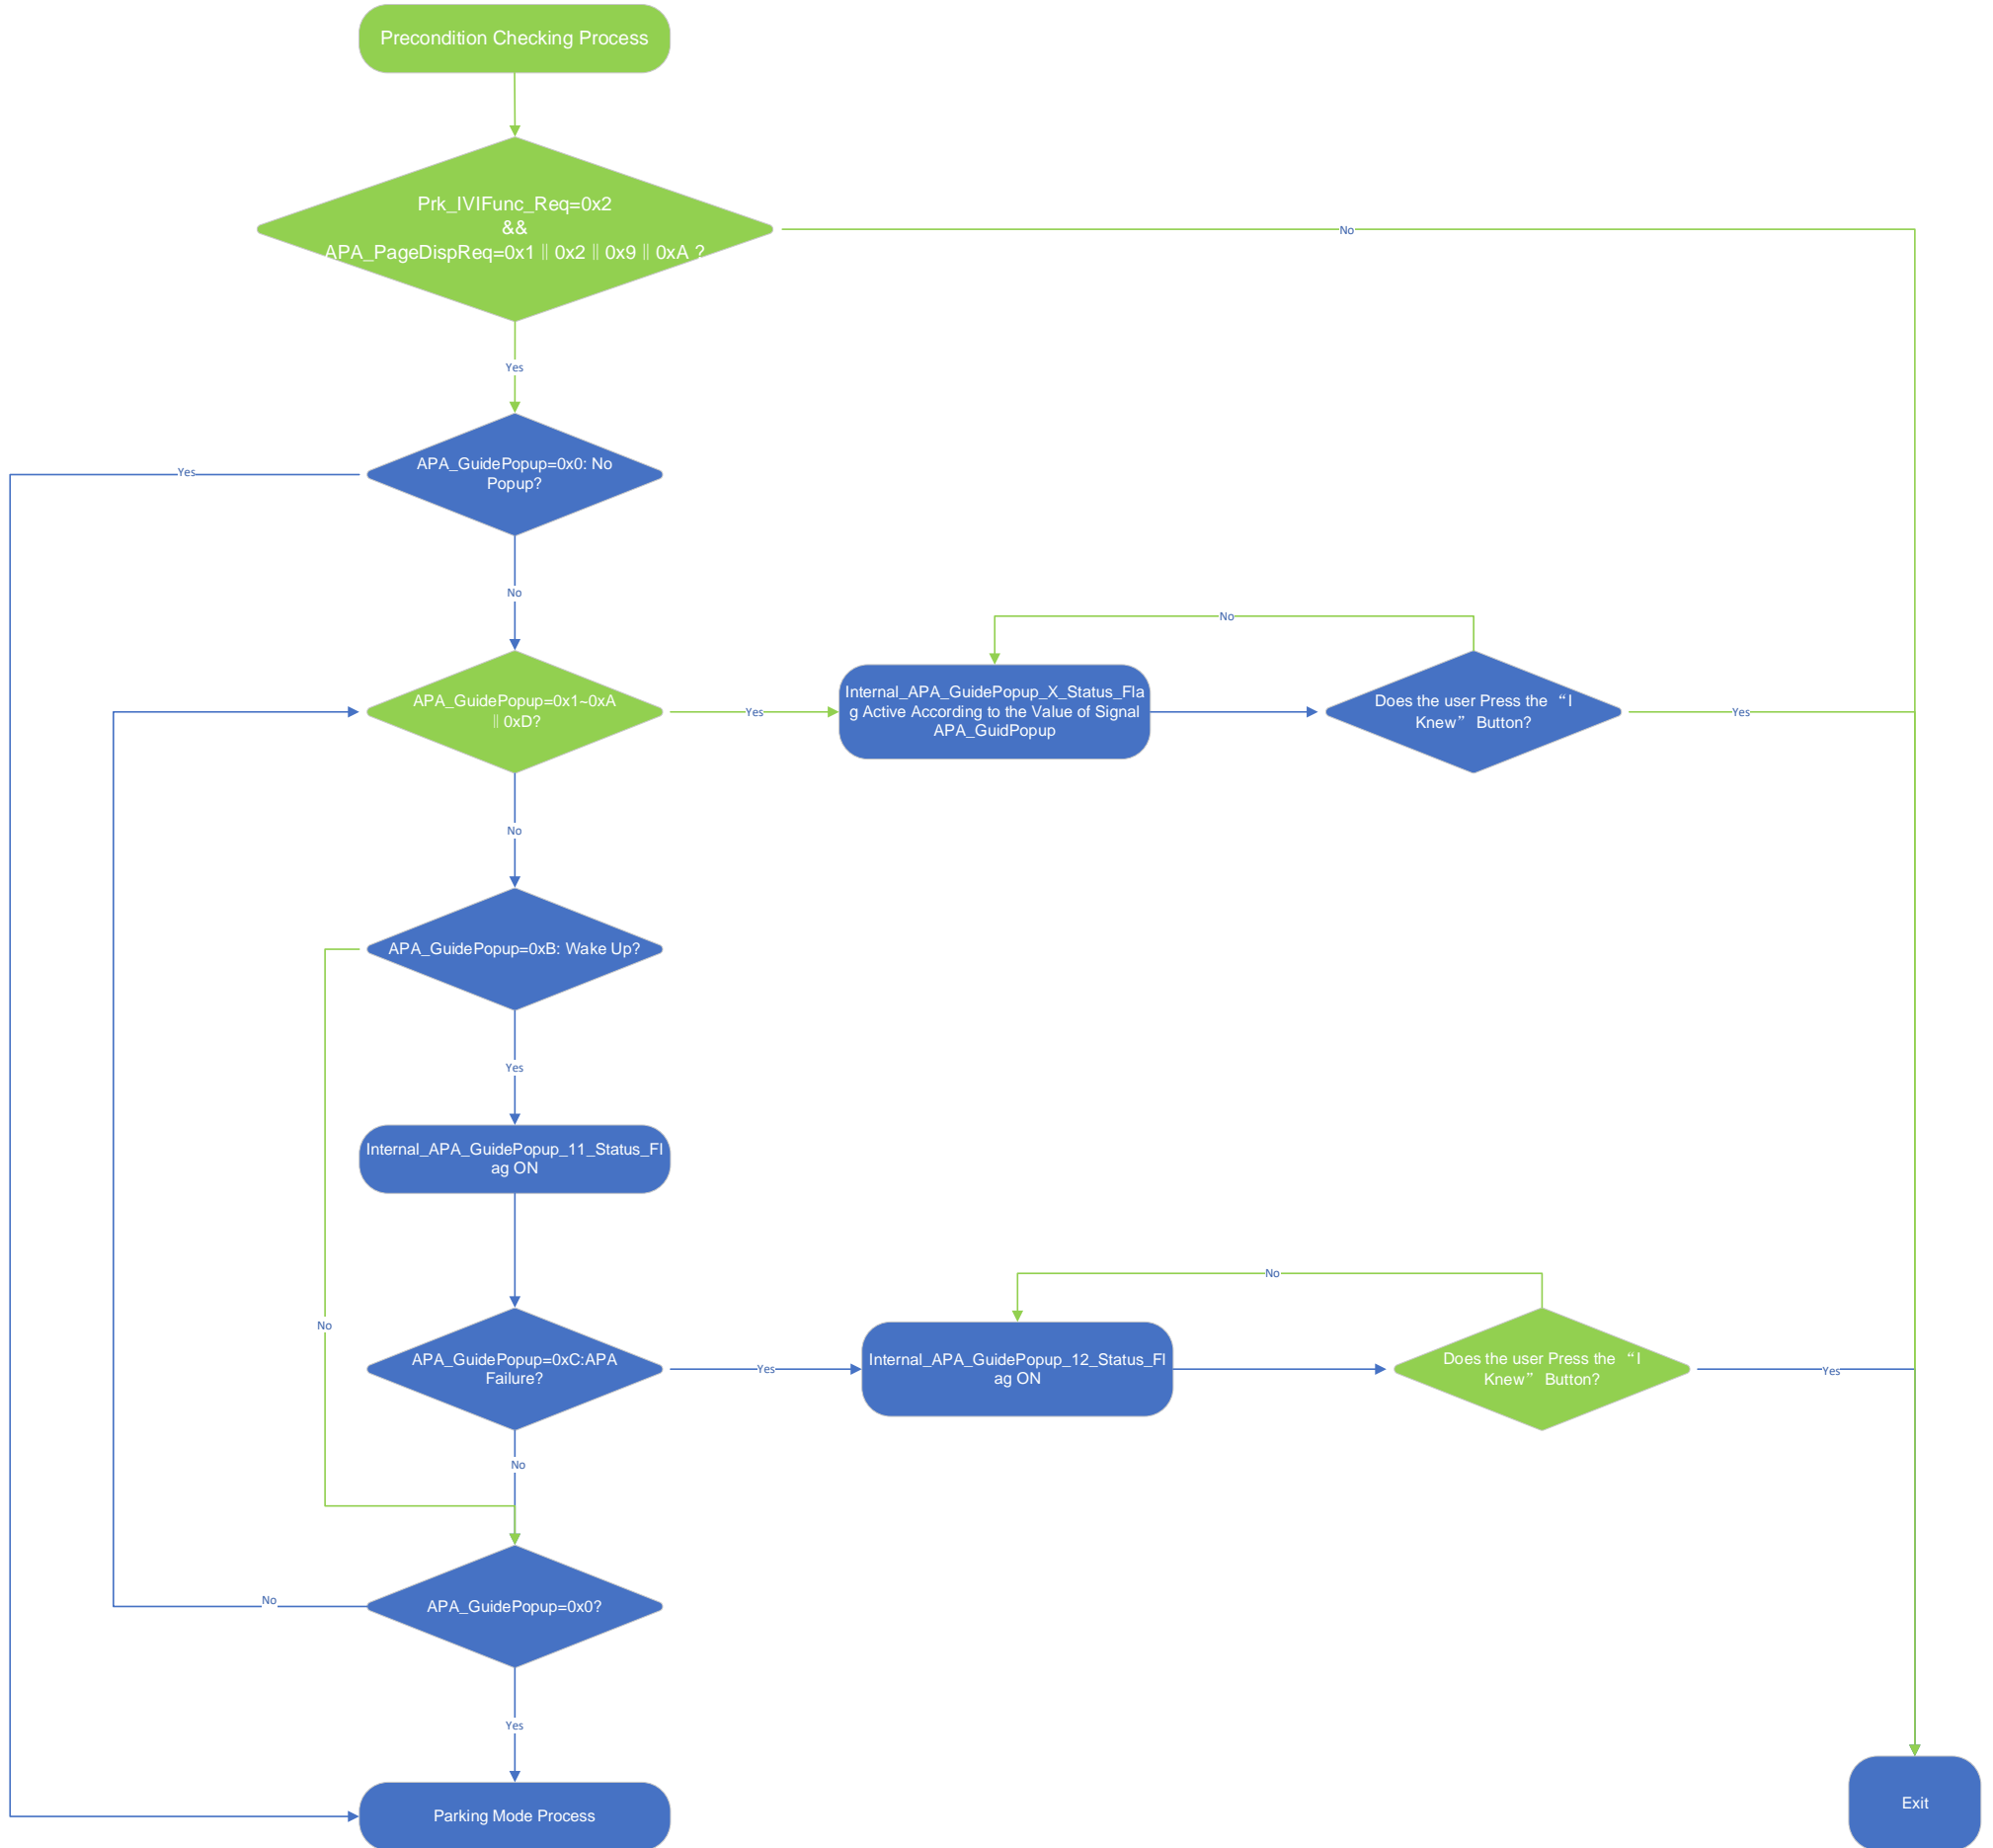 Precondition Checking Process
Prk_IVIFunc_Req=0x2
&&
APA_PageDispReq=0x1 || 0x2 || 0x9 || 0xA ?
No
Yes
APA_GuidePopup=0x0: No
Popup?
Yes
No
APA_GuidePopup=0x1~0xA
|| 0xD?
Yes
Internal_APA_GuidePopup_X_Status_Fla
g Active According to the Value of Signal
APA_GuidPopup
No
Does the user Press the “I
Knew” Button?
Yes
No
APA_GuidePopup=0xB: Wake Up?
Yes
No
Internal_APA_GuidePopup_11_Status_Fl
ag ON
APA_GuidePopup=0xC:APA
Failure?
Yes
Internal_APA_GuidePopup_12_Status_Fl
ag ON
No
Does the user Press the “I
Knew” Button?
Yes
No
APA_GuidePopup=0x0?
No
Yes
Parking Mode Process
Exit